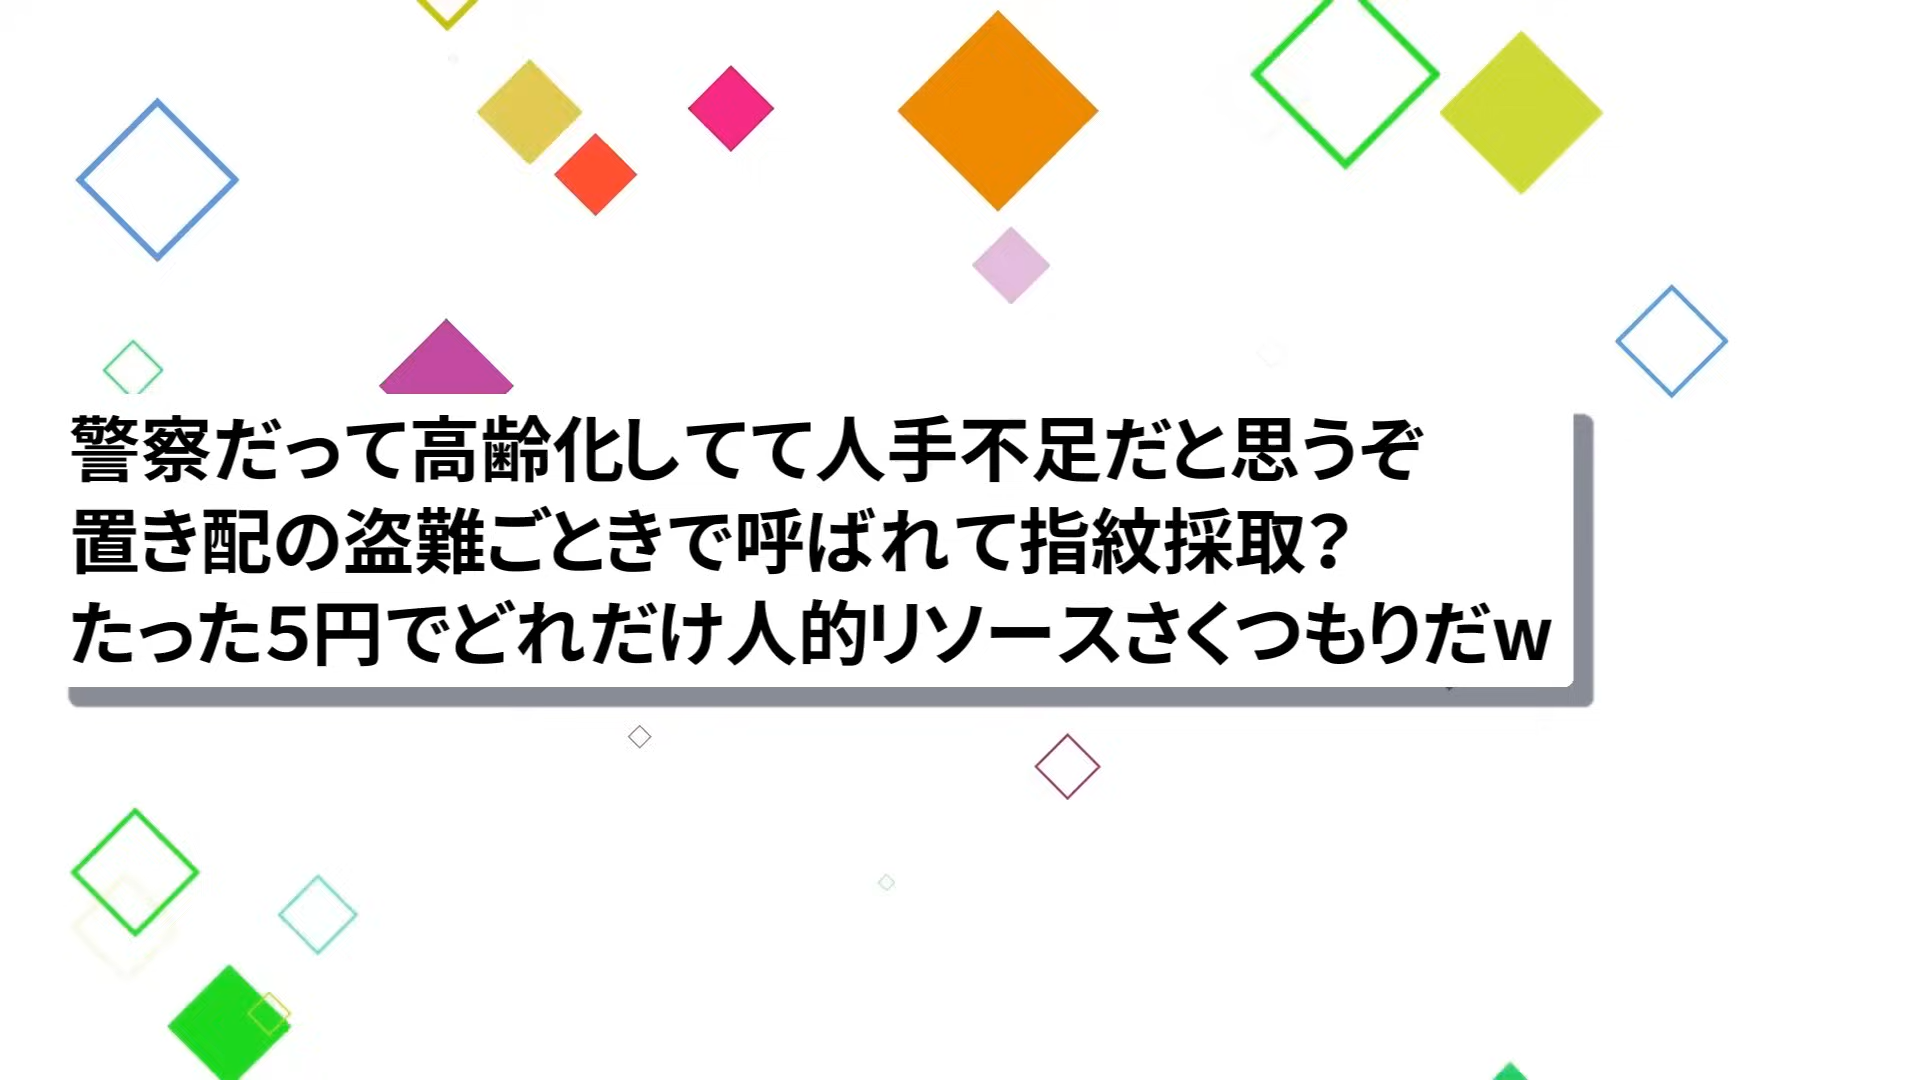 警察だって高齢化してて人手不足だと思うぞ
置き配の盗難ごときで呼ばれて指紋採取？
たった５円でどれだけ人的リソースさくつもりだw